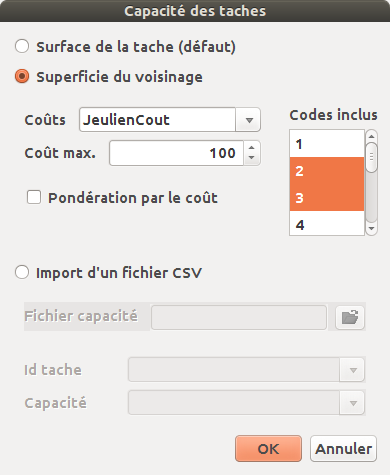 Capacité des taches
Surface de la tache (défaut)
Superficie du voisinage
Coûts JeulienCout
Coût max. 100
Pondération par le coût
Codes inclus
1
2
3
4
Import d'un fichier CSV
Fichier capacité
Id tache
Capacité
OK Annuler